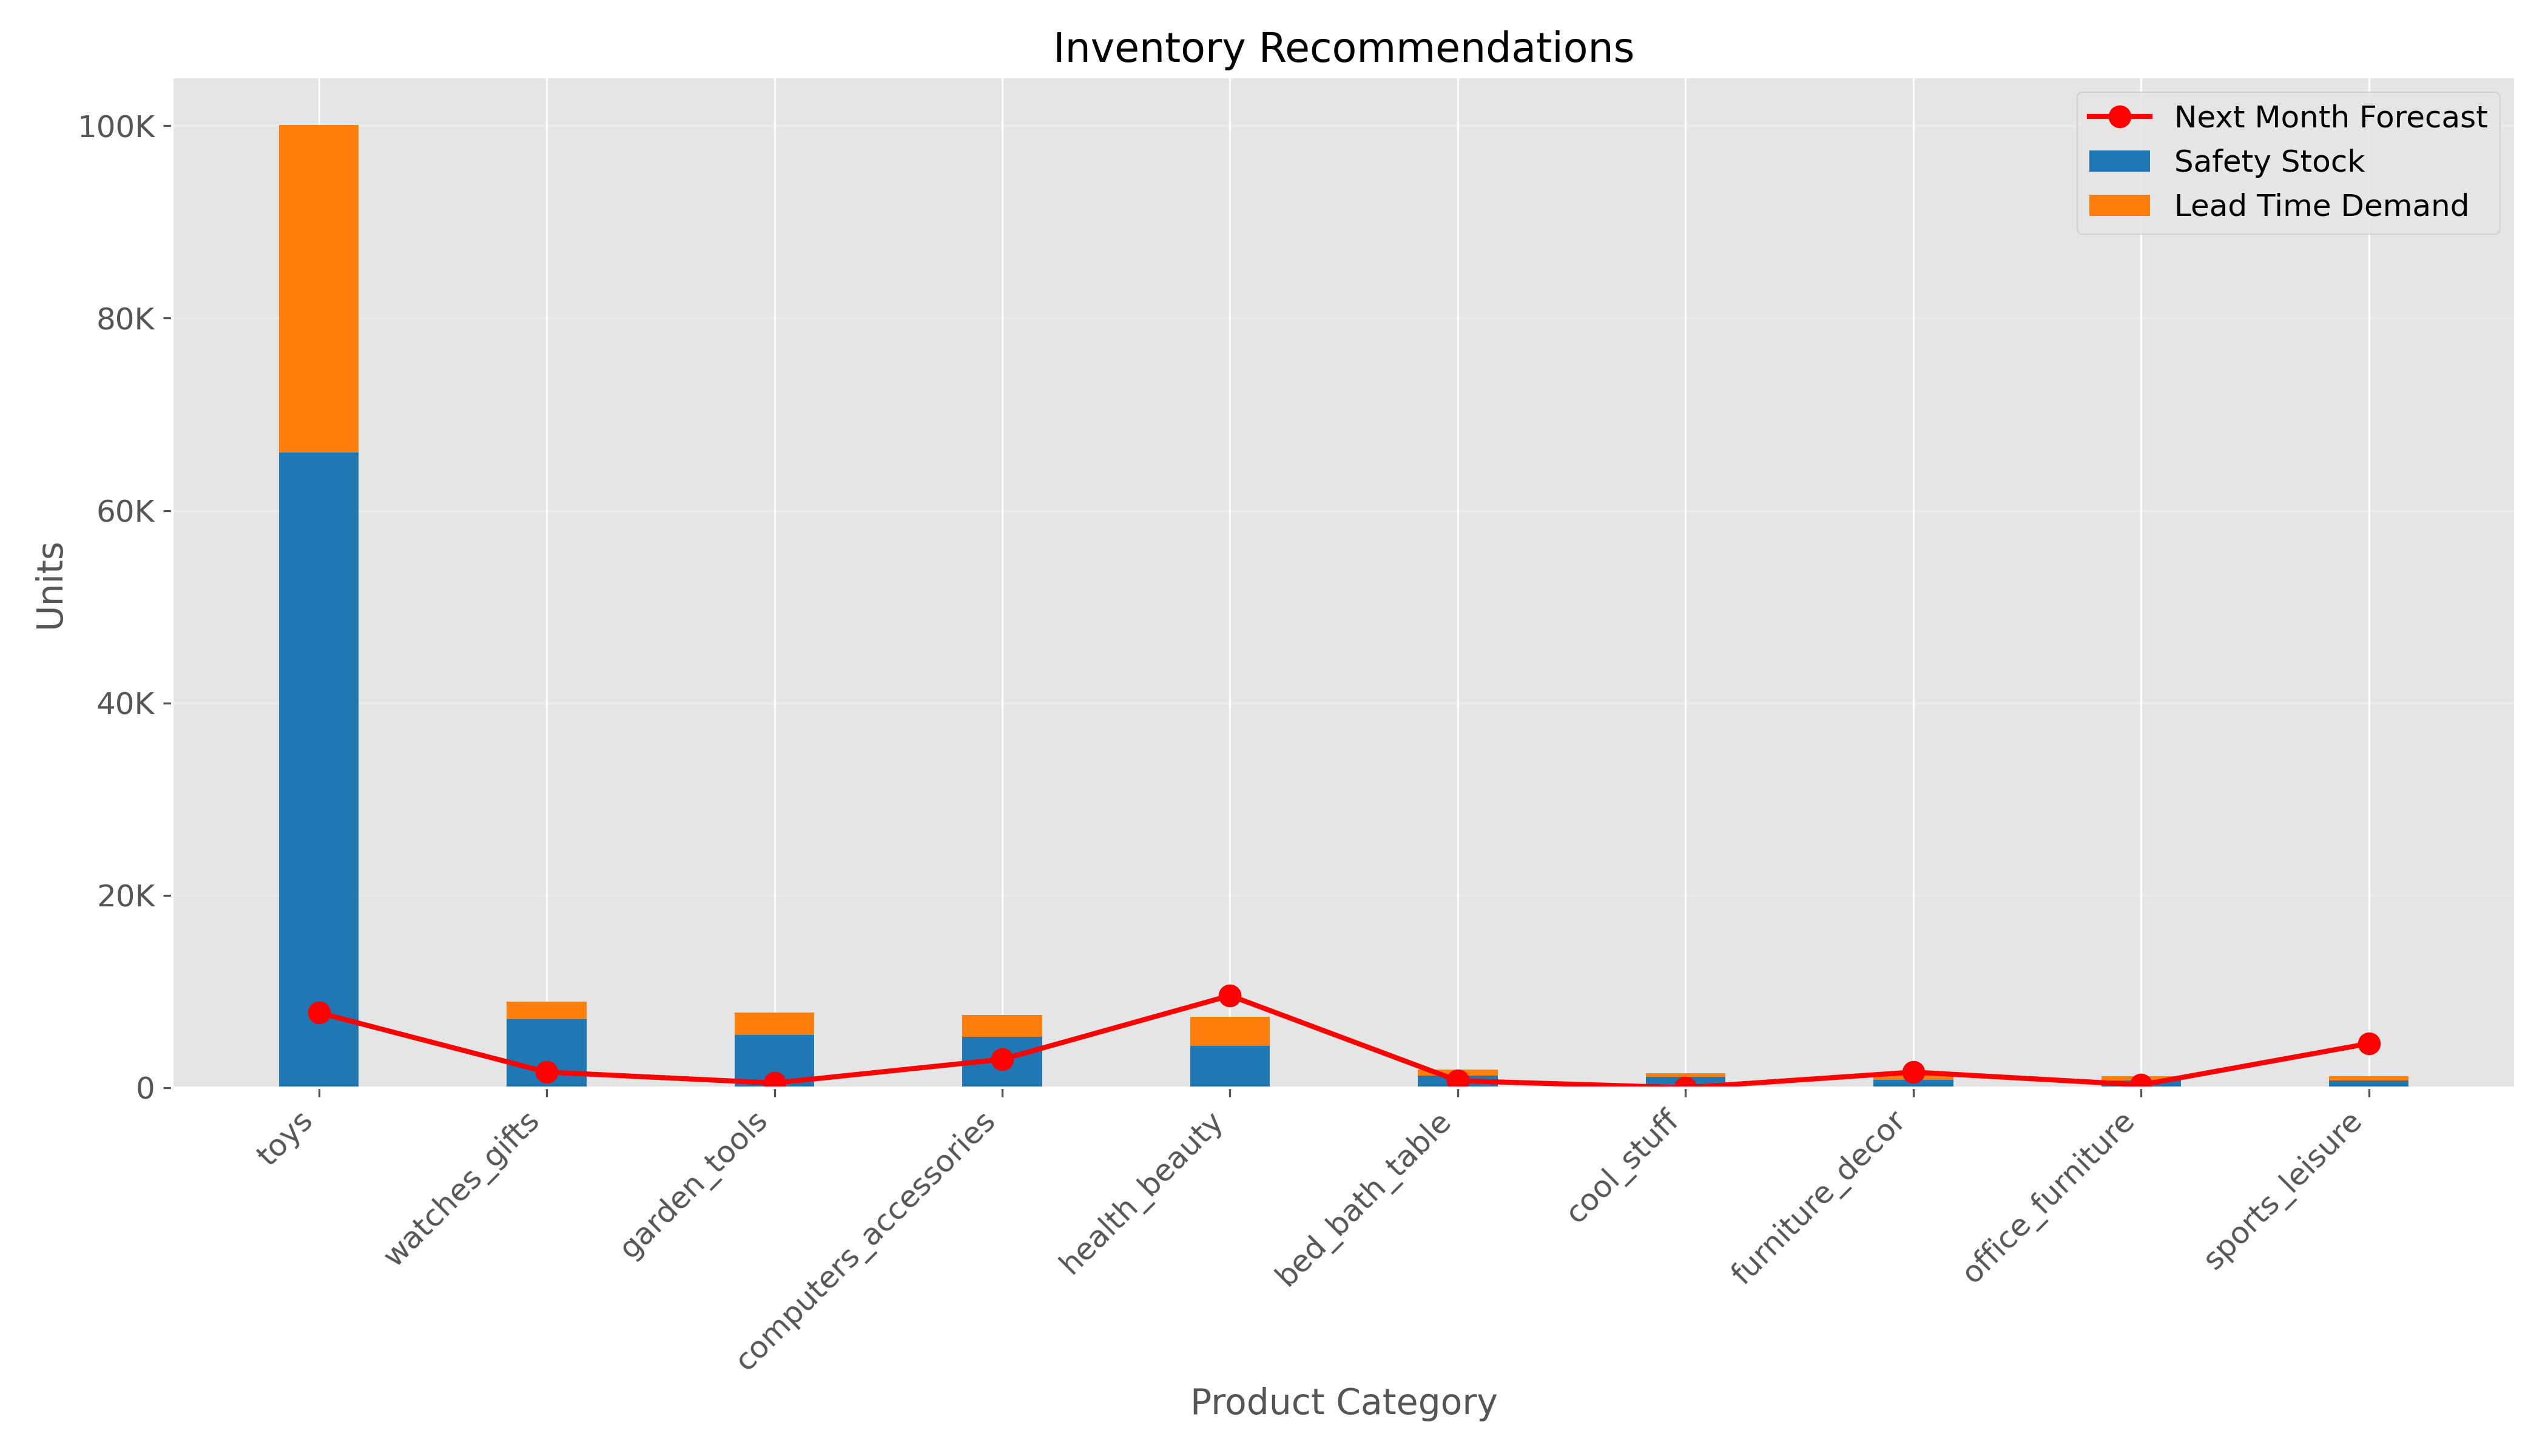 Inventory Recommendations
Next Month Forecast
Safety Stock
Lead Time Demand
100K
80K
60K
40K
20K
0
Units
toys
watches_gifts
garden_tools
computers_accessories
health_beauty
bed_bath_table
cool_stuff
furniture_decor
office_furniture
sports_leisure
Product Category